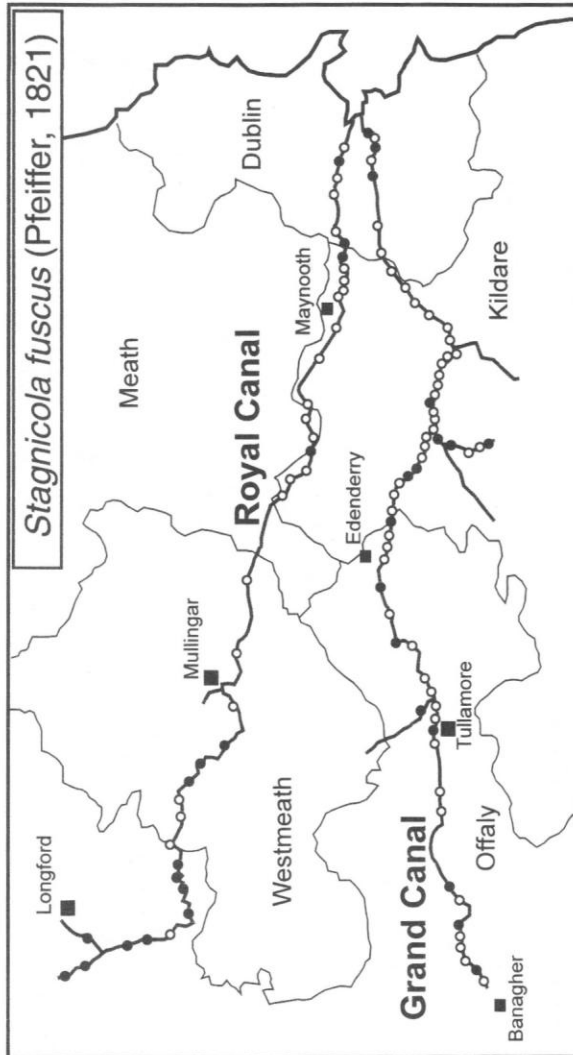 Stagnicola fuscus (Pfeiffer, 1821)
Longford
Mullingar
Meath
Dublin
Royal Canal
Maynooth
Westmeath
Edenderry
Grand Canal
Tullamore
Kildare
Banagher
Offaly